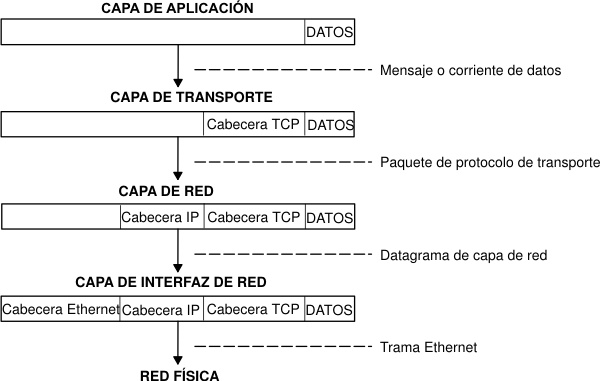 CAPA DE APLICACIÓN
DATOS
Mensaje o corriente de datos
CAPA DE TRANSPORTE
Cabecera TCP DATOS
Paquete de protocolo de transporte
CAPA DE RED
Cabecera IP Cabecera TCP DATOS
Datagrama de capa de red
CAPA DE INTERFAZ DE RED
Cabecera Ethernet Cabecera IP Cabecera TCP DATOS
Trama Ethernet
RED FÍSICA